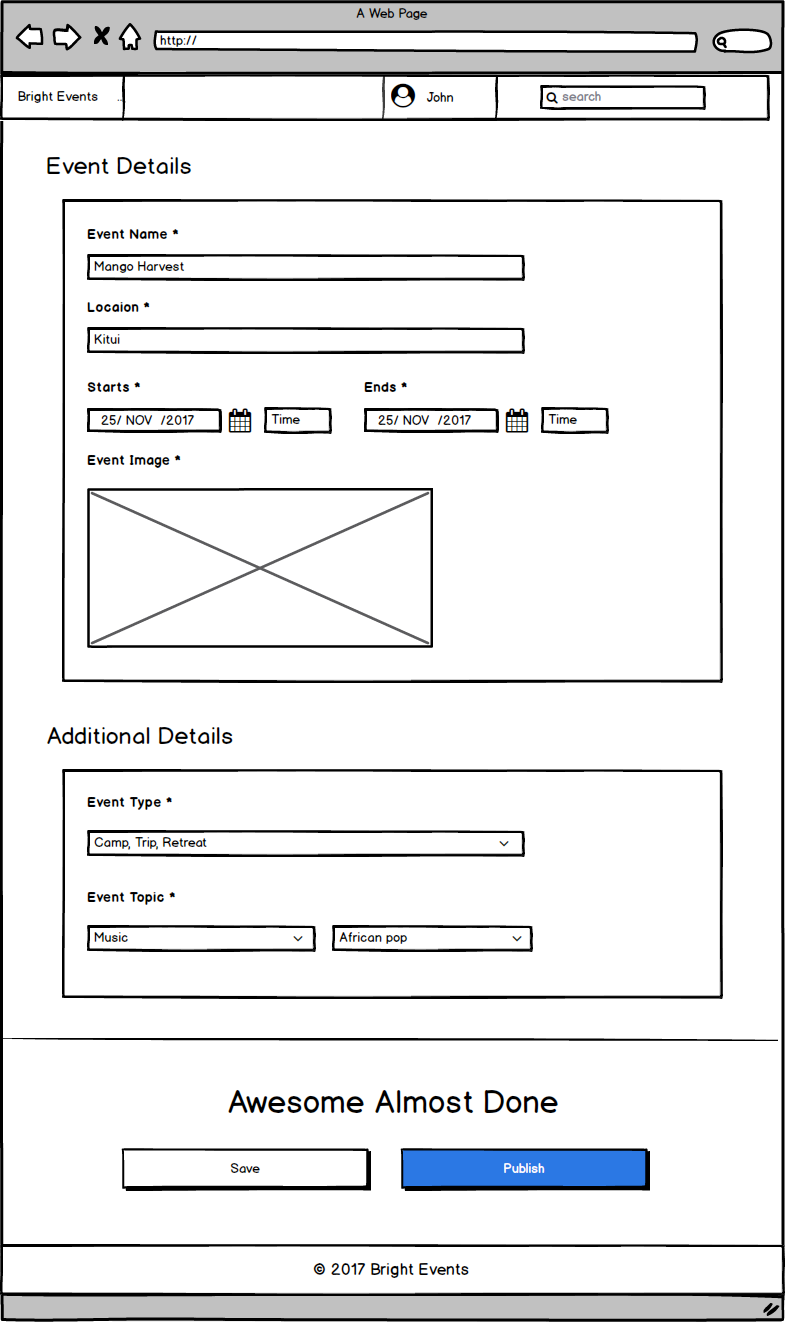 A Web Page
http://
Bright Events ... John search
Event Details
Event Name *
Mango Harvest
Locaion *
Kitui
Starts * Ends *
25/ NOV /2017 Time 25/ NOV /2017 Time
Event Image *
Additional Details
Event Type *
Camp, Trip, Retreat
Event Topic *
Music African pop
Awesome Almost Done
Save Publish
© 2017 Bright Events